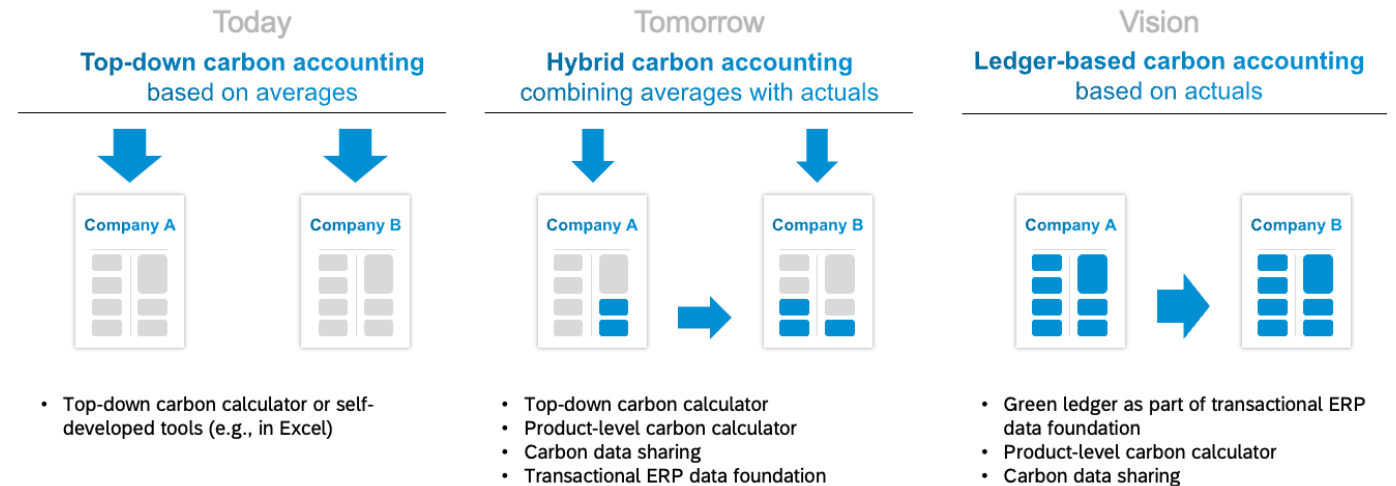 Today
Top-down carbon accounting
based on averages
Company A
Company B
• Top-down carbon calculator or self-
developed tools (e.g., in Excel)
Tomorrow
Hybrid carbon accounting
combining averages with actuals
Company A
Company B
• Top-down carbon calculator
• Product-level carbon calculator
• Carbon data sharing
• Transactional ERP data foundation
Vision
Ledger-based carbon accounting
based on actuals
Company A
Company B
• Green ledger as part of transactional ERP
data foundation
• Product-level carbon calculator
• Carbon data sharing